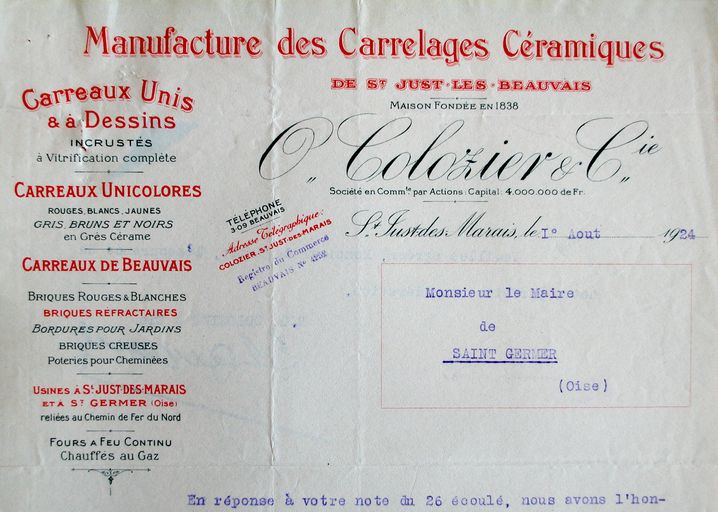 Manufacture des Carrelages Céramiques
DE ST JUST-LES-BEAUVAIS
MAISON FONDÉE EN 1838
O. Colozier & Cie
Société en Commte par Actions: Capital: 4.000.000 de Fr.
St Just-des-Marais, le 1º Aout 1924
TÉLÉPHONE
3-09 BEAUVAIS
Adresse Télégraphique:
COLOZIER-ST JUST-DES-MARAIS
Registre du Commerce
BEAUVAIS No
Carreaux Unis
& à Dessins
INCRUSTÉS
à Vitrification complète
CARREAUX UNICOLORES
ROUGES, BLANCS, JAUNES
GRIS, BRUNS ET NOIRS
en Grès Cérame
CARREAUX DE BEAUVAIS
BRIQUES ROUGES & BLANCHES
BRIQUES RÉFRACTAIRES
BORDURES POUR JARDINS
BRIQUES CREUSES
Poteries pour Cheminées
USINES À ST JUST-DES-MARAIS
ET À ST GERMER (Oise)
reliées au Chemin de Fer du Nord
FOURS A FEU CONTINU
Chauffés au Gaz
Monsieur le Maire
de
SAINT GERMER
(Oise)
En réponse à votre note du 26 écoulé, nous avons l'hon-